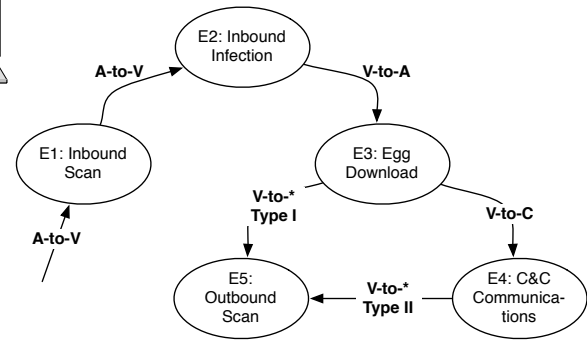 E2: Inbound
Infection
A-to-V
V-to-A
E1: Inbound
Scan
E3: Egg
Download
V-to-*
Type I
V-to-C
A-to-V
E5:
Outbound
Scan
V-to-*
Type II
E4: C&C
Communica-
tions